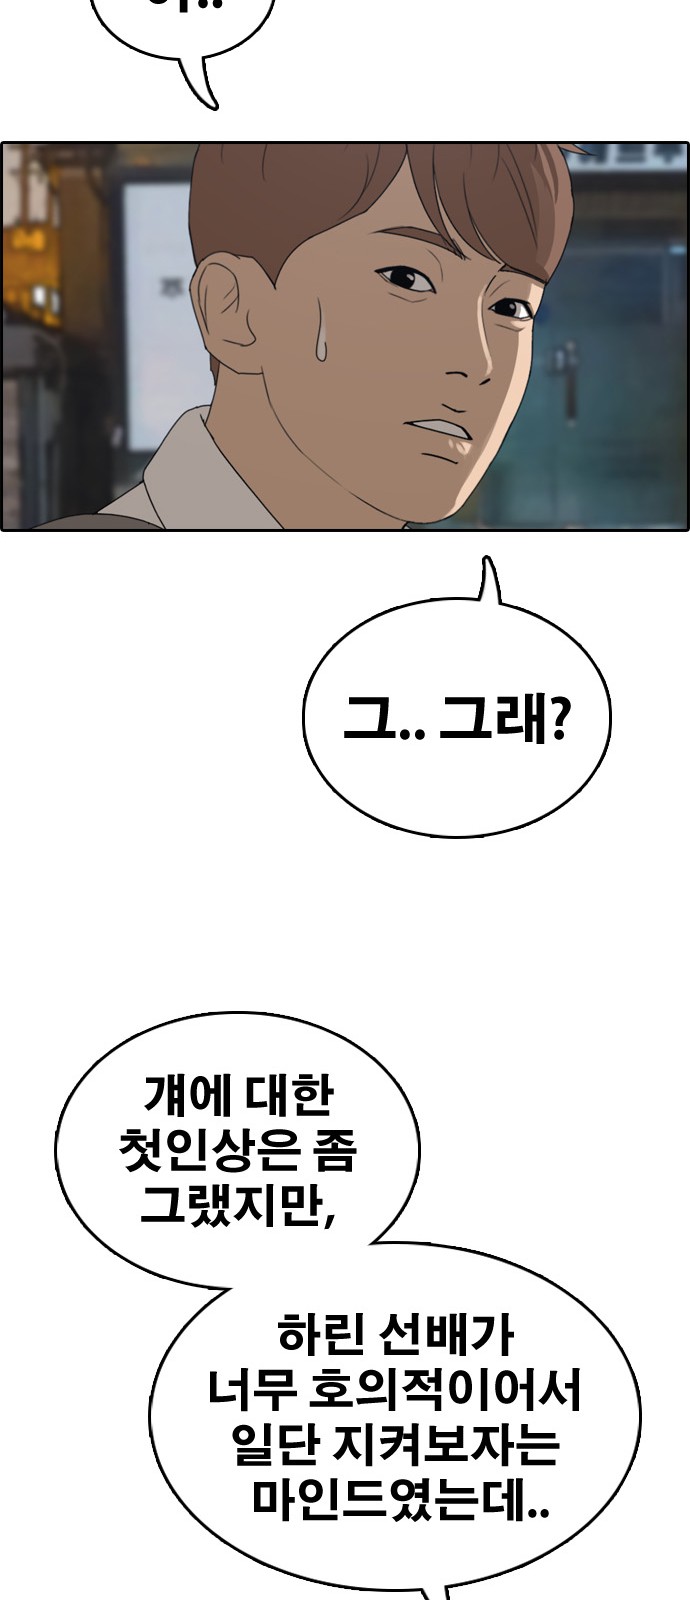 그.. 그래?
걔에 대한
첫인상은 좀
그랬지만,
하린 선배가
너무 호의적이어서
일단 지켜보자는
마인드였는데..